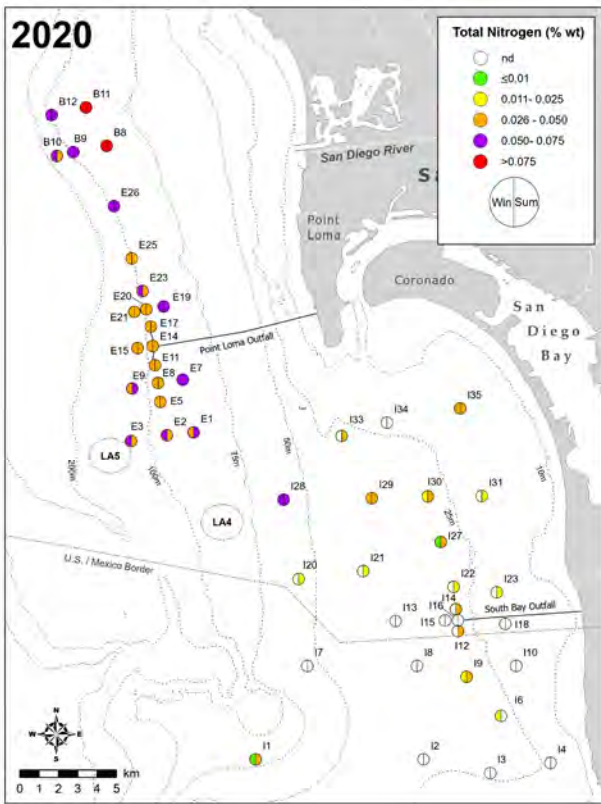 2020
Total Nitrogen (% wt)
nd
≤0.01
0.011- 0.025
0.026 - 0.050
0.050- 0.075
>0.075
Win Sum
B12
B11
B10
B9
B8
San Diego River
Sa
Point
Loma
E26
Coronado
E25
E23
E20
E19
E21
E17
San
Diego
Bay
E14
E15
Point Loma Outfall
E11
E9
E8
E7
E5
I35
I33
I34
E3
E2
E1
LA5
200m
100m
75m
50m
10m
LA4
I28
I29
I30
I31
25m
I27
U.S. / Mexico Border
I20
I21
I22
I23
I14
I13
I16
South Bay Outfall
I15
I18
I12
I7
I8
I9
I10
I6
N
W E
S
I1
I2
I3
I4
0 1 2 3 4 5
km